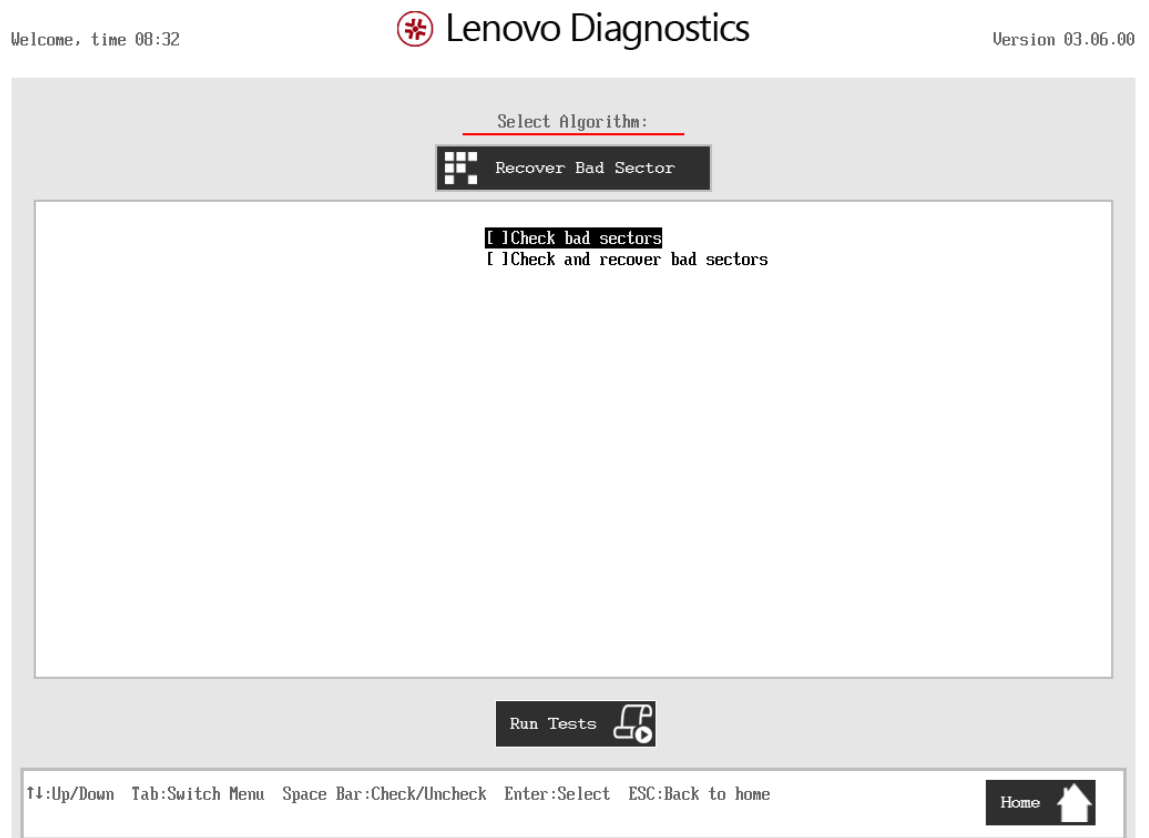 Welcome, time 08:32
Lenovo Diagnostics
Version 03.06.00
Select Algorithm:
Recover Bad Sector
[ ]Check bad sectors
[ ]Check and recover bad sectors
Run Tests
↑↓:Up/Down Tab:Switch Menu Space Bar:Check/Uncheck Enter:Select ESC:Back to home
Home